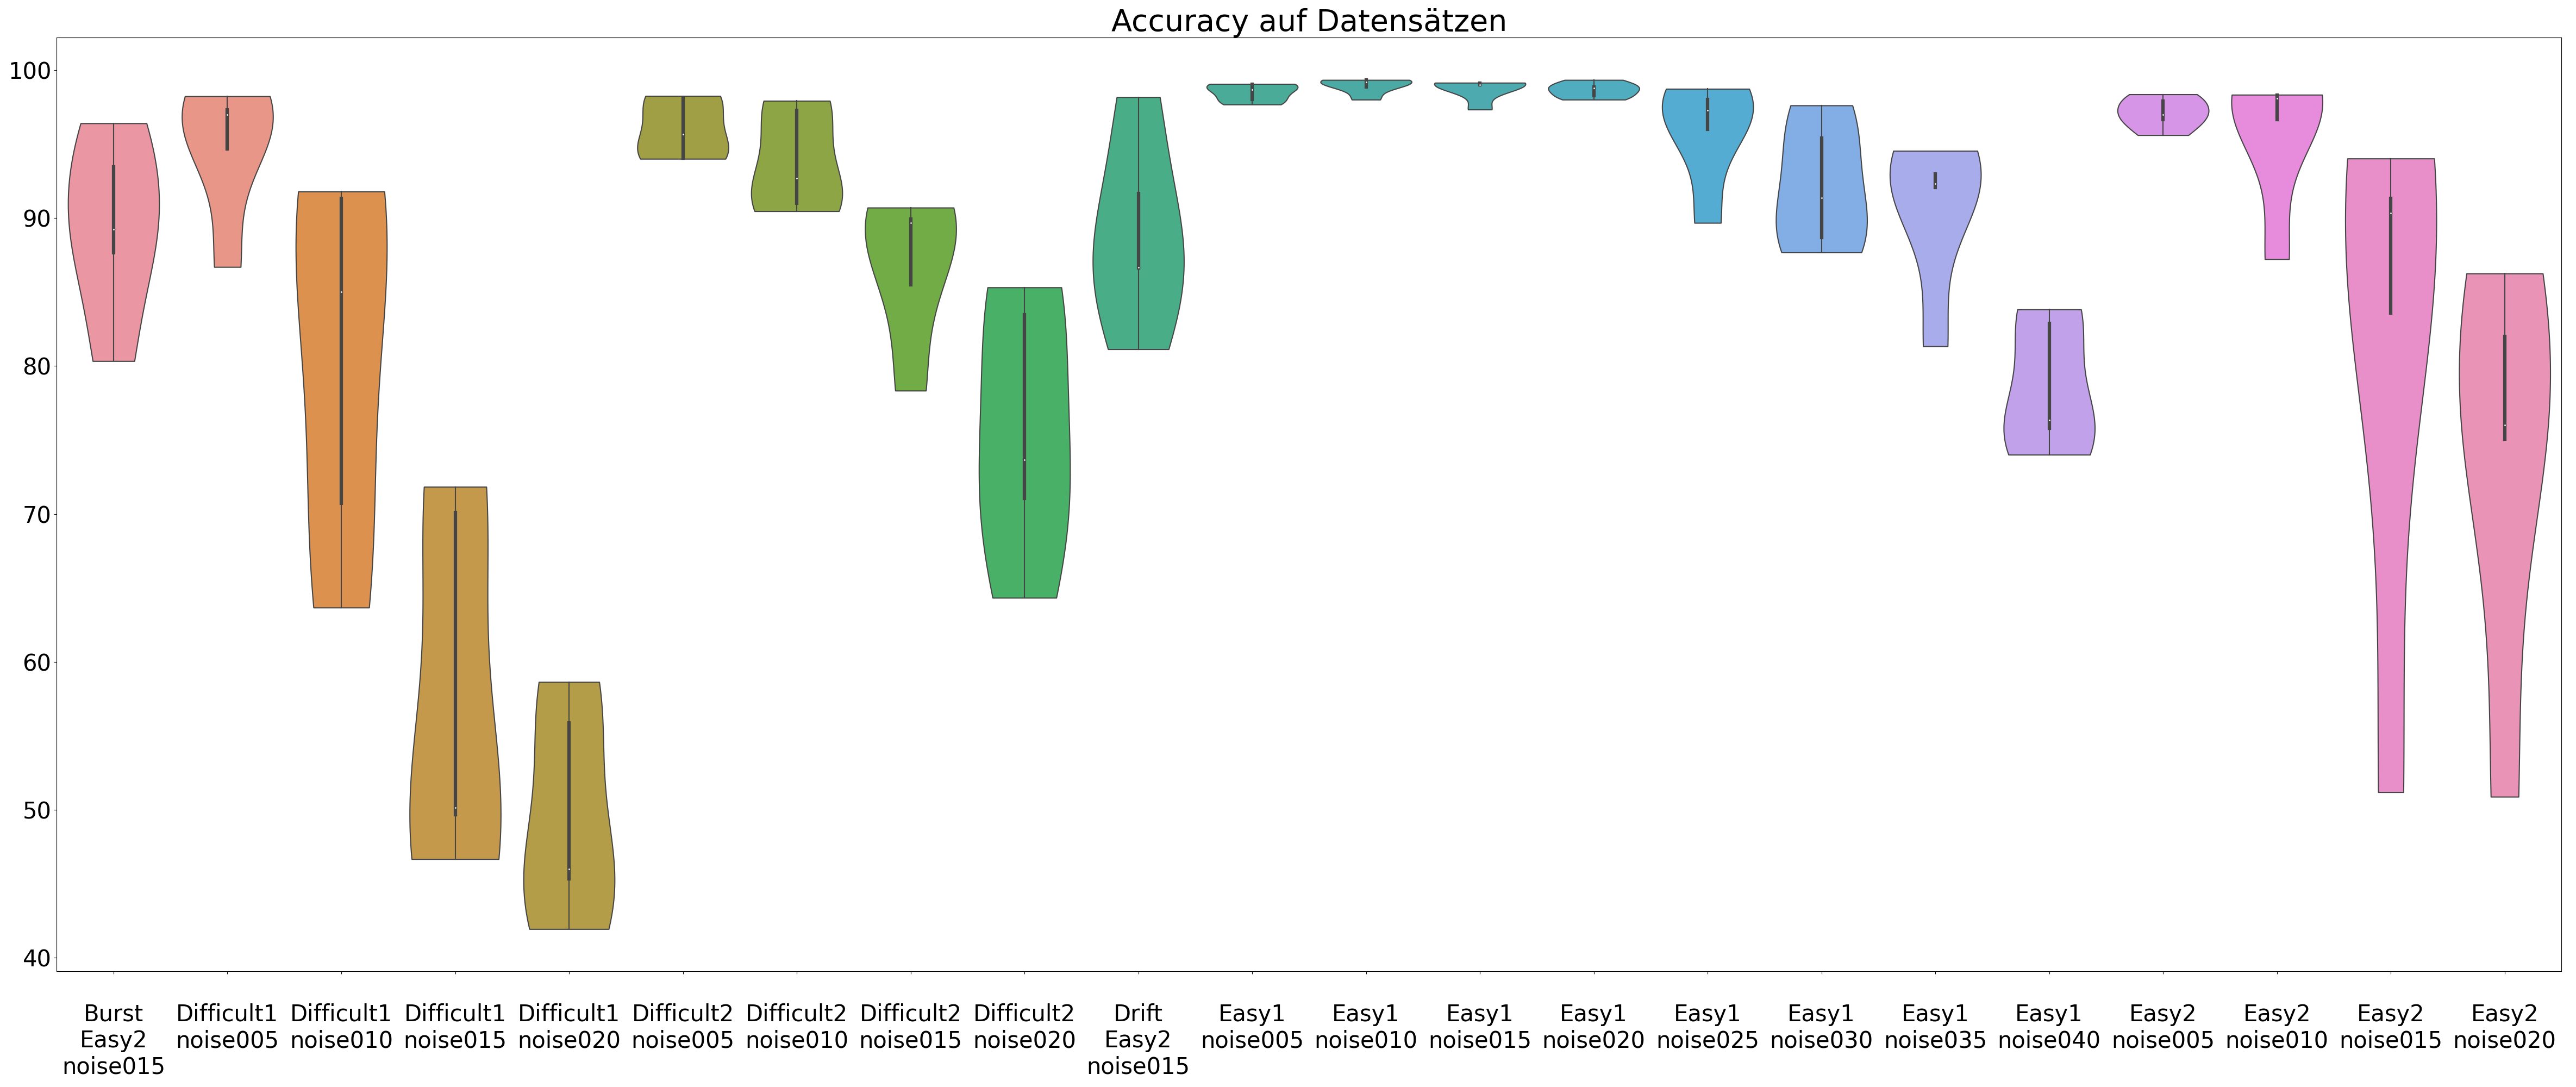 Accuracy auf Datensätzen
100
90
80
70
60
50
40
Burst
Easy2
noise015
Difficult1
noise005
Difficult1
noise010
Difficult1
noise015
Difficult1
noise020
Difficult2
noise005
Difficult2
noise010
Difficult2
noise015
Difficult2
noise020
Drift
Easy2
noise015
Easy1
noise005
Easy1
noise010
Easy1
noise015
Easy1
noise020
Easy1
noise025
Easy1
noise030
Easy1
noise035
Easy1
noise040
Easy2
noise005
Easy2
noise010
Easy2
noise015
Easy2
noise020